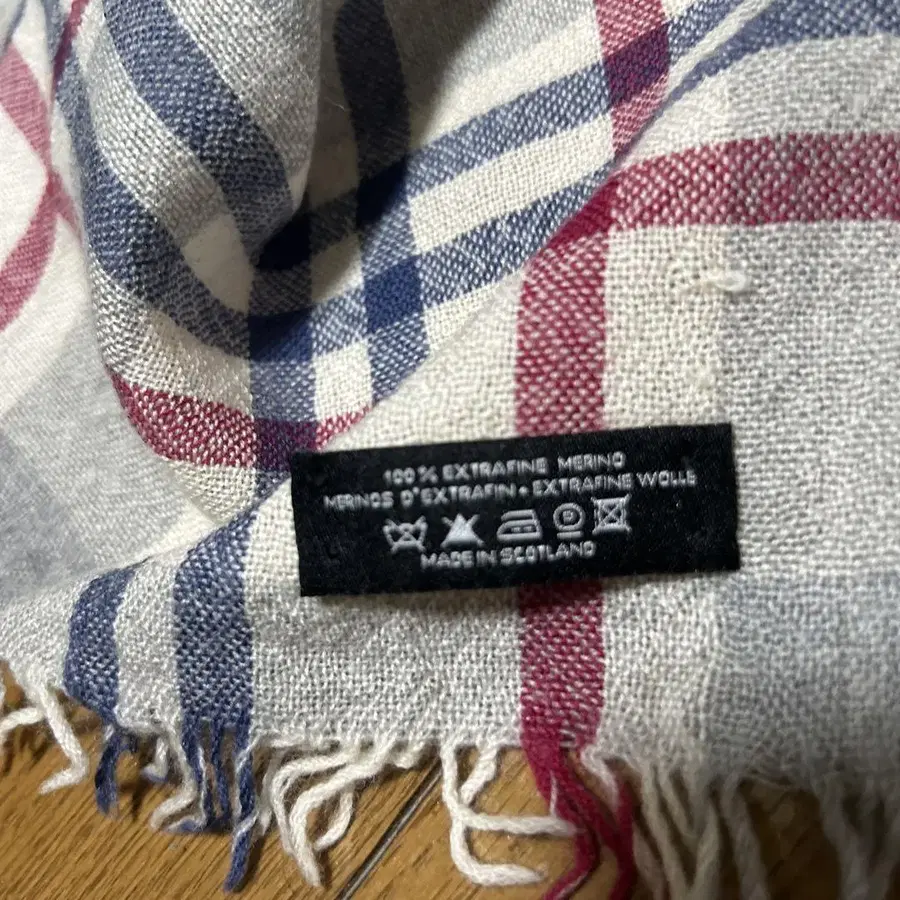 100% EXTRAFINE MERINO
MERINOS D'EXTRAFIN • EXTRAFINE WOLLE
MADE IN SCOTLAND